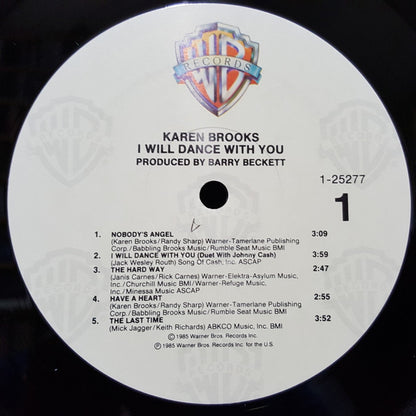 WB
RECORDS
KAREN BROOKS
I WILL DANCE WITH YOU
PRODUCED BY BARRY BECKETT
1-25277
1
1. NOBODY'S ANGEL 3:09
(Karen Brooks/Randy Sharp) Warner-Tamerlane Publishing
Corp./Babbling Brooks Music/Rumble Seat Music BMI
2. I WILL DANCE WITH YOU (Duet With Johnny Cash) 3:59
(Jack Wesley Routh) Song Of Cash, Inc. ASCAP
3. THE HARD WAY 2:47
(Janis Carnes/Rick Carnes) Warner-Elektra-Asylum Music,
Inc./Churchill Music BMI/Warner-Refuge Music,
Inc./Minessa Music ASCAP
4. HAVE A HEART 2:55
(Karen Brooks/Randy Sharp) Warner-Tamerlane Publishing
Corp./Babbling Brooks Music/Rumble Seat Music BMI
5. THE LAST TIME 3:52
(Mick Jagger/Keith Richards) ABKCO Music, Inc. BMI
© 1985 Warner Bros. Records Inc.
℗ 1985 Warner Bros. Records Inc. for the U.S.